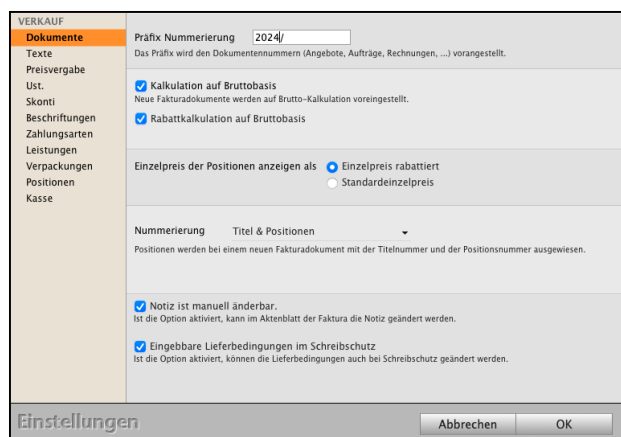 VERKAUF
Dokumente
Texte
Preisvergabe
Ust.
Skonti
Beschriftungen
Zahlungsarten
Leistungen
Verpackungen
Positionen
Kasse
Präfix Nummerierung 2024/
Das Präfix wird den Dokumentennummern (Angebote, Aufträge, Rechnungen, ...) vorangestellt.
Kalkulation auf Bruttobasis
Neue Fakturadokumente werden auf Brutto-Kalkulation voreingestellt.
Rabattkalkulation auf Bruttobasis
Einzelpreis der Positionen anzeigen als Einzelpreis rabattiert
Standardeinzelpreis
Nummerierung Titel & Positionen
Positionen werden bei einem neuen Fakturadokument mit der Titelnummer und der Positionsnummer ausgewiesen.
Notiz ist manuell änderbar.
Ist die Option aktiviert, kann im Aktenblatt der Faktura die Notiz geändert werden.
Eingebbare Lieferbedingungen im Schreibschutz
Ist die Option aktiviert, können die Lieferbedingungen auch bei Schreibschutz geändert werden.
Einstellungen
Abbrechen OK